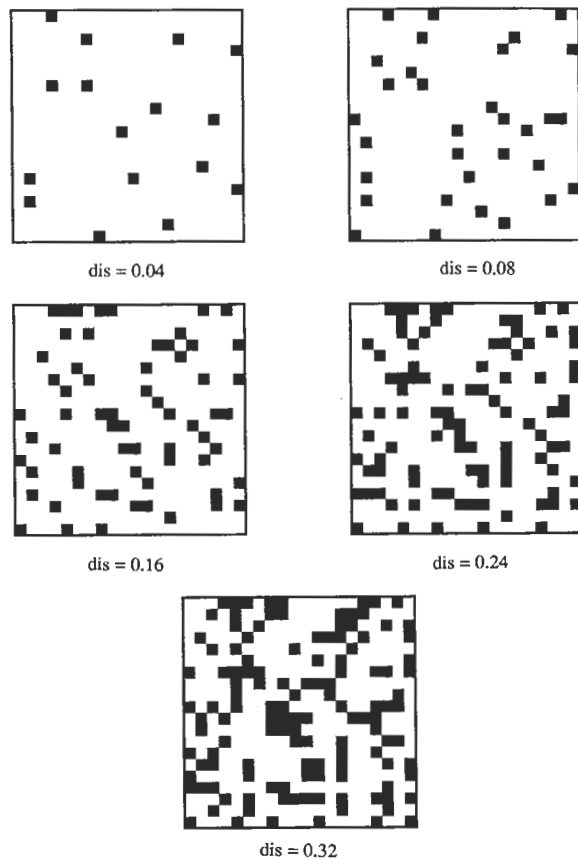 dis = 0.04
dis = 0.08
dis = 0.16
dis = 0.24
dis = 0.32